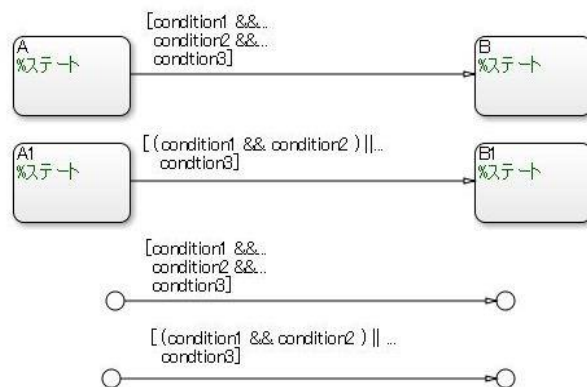 [condition1 &&...
condition2 &&...
condtion3]
A
%ステート
B
%ステート
[(condition1 && condition2 ) ||...
condtion3]
A1
%ステート
B1
%ステート
[condition1 &&...
condition2 &&...
condtion3]
[(condition1 && condition2 ) || ...
condtion3]